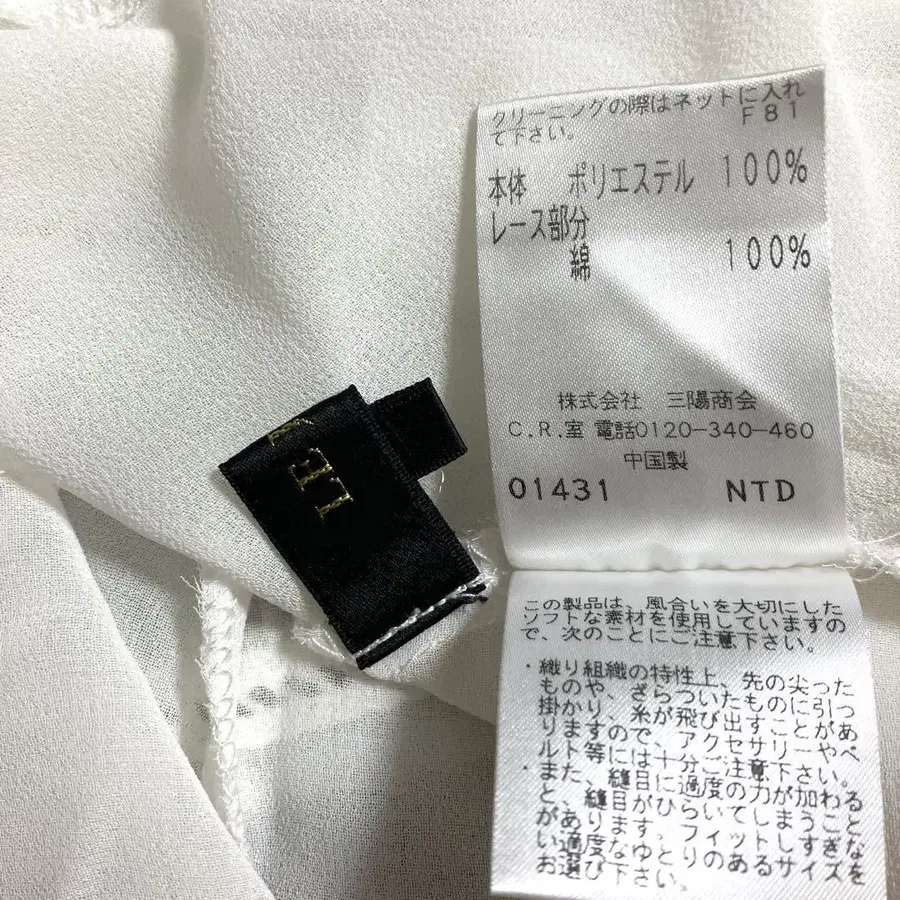 クリーニングの際はネットに入れ
て下さい。 F81
本体 ポリエステル 100%
レース部分
綿 100%
株式会社 三陽商会
C.R.室 電話0120-340-460
中国製
01431 NTD
LE
この製品は、風合いを大切にした
ソフトな素材を使用していますの
で、次のことにご注意下さい。
・織り組織の特性上、先の尖った
ものや、ざらついたものに引っ
掛かり、糸が飛び出すことがあ
りますので、アクセサリーやベ
ルト等には十分ご注意下さい。
・また、縫目に過度の力が加わる
と、縫目がひらいてしまうこと
があります。フィットしすぎな
い適度なゆとりのあるサイズを
お選び下さい。